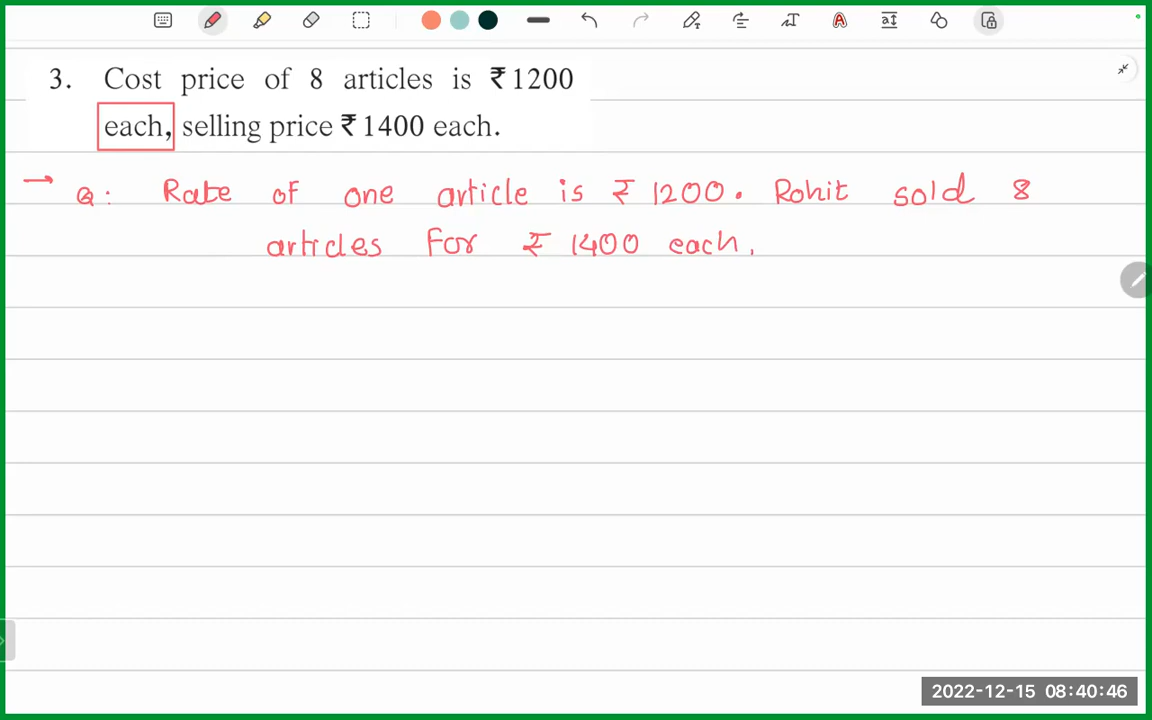 3. Cost price of 8 articles is ₹1200
each, selling price ₹1400 each.
→ Q: Rate of one article is ₹ 1200. Rohit sold 8
articles for ₹ 1400 each.
2022-12-15 08:40:46